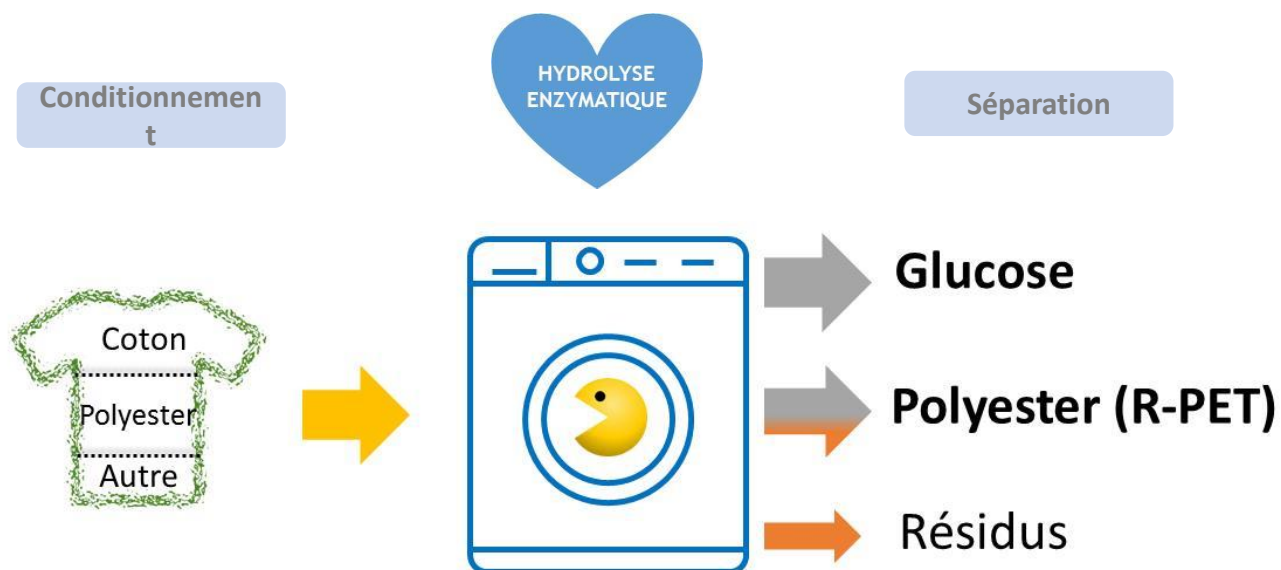 Conditionnemen
t
HYDROLYSE
ENZYMATIQUE
Séparation
Coton
Polyester
Autre
Glucose
Polyester (R-PET)
Résidus